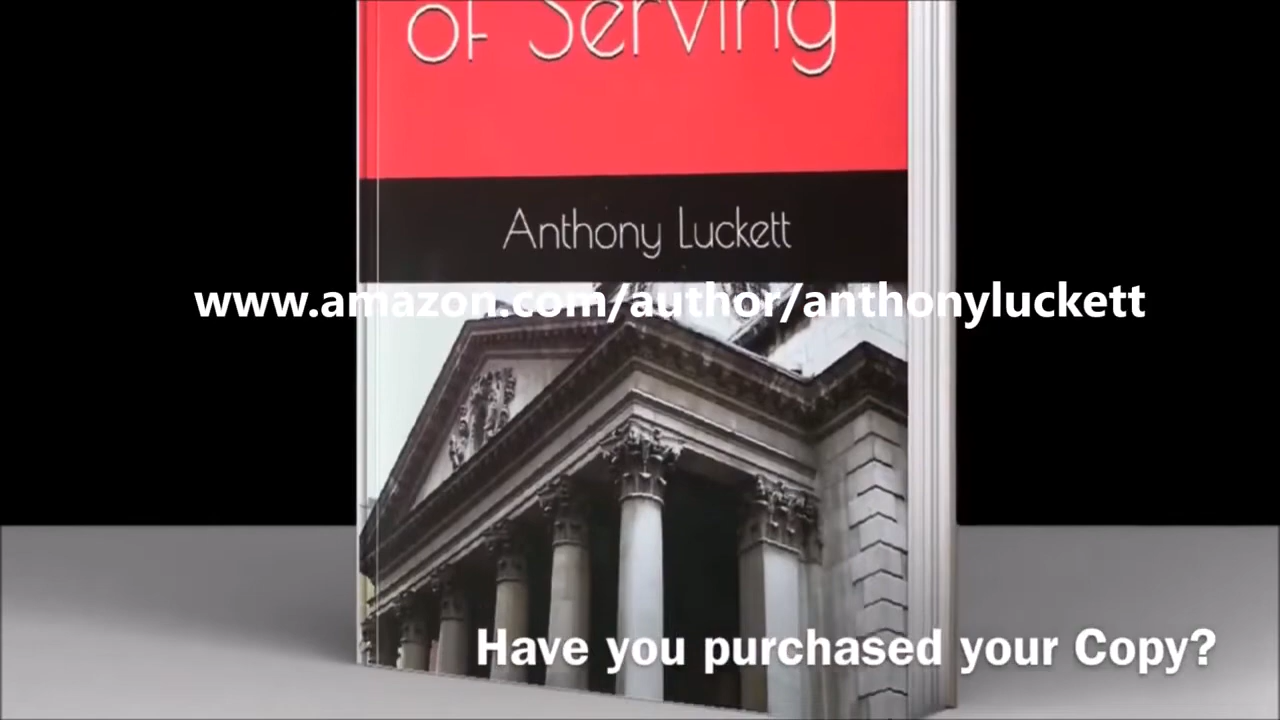 of Serving
Anthony Luckett
www.amazon.com/author/anthonyluckett
Have you purchased your Copy?